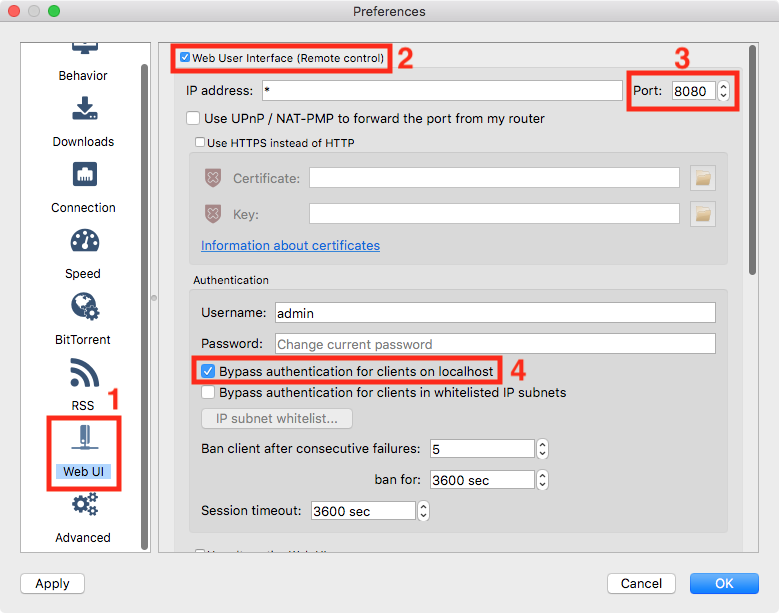 Preferences
Behavior
Downloads
Connection
Speed
BitTorrent
RSS
1
Web UI
Advanced
Web User Interface (Remote control)
2
3
IP address:
*
Port:
8080
Use UPnP / NAT-PMP to forward the port from my router
Use HTTPS instead of HTTP
Certificate:
Key:
Information about certificates
Authentication
Username:
admin
Password:
Change current password
Bypass authentication for clients on localhost
4
Bypass authentication for clients in whitelisted IP subnets
IP subnet whitelist...
Ban client after consecutive failures:
5
ban for:
3600 sec
Session timeout:
3600 sec
Apply
Cancel
OK